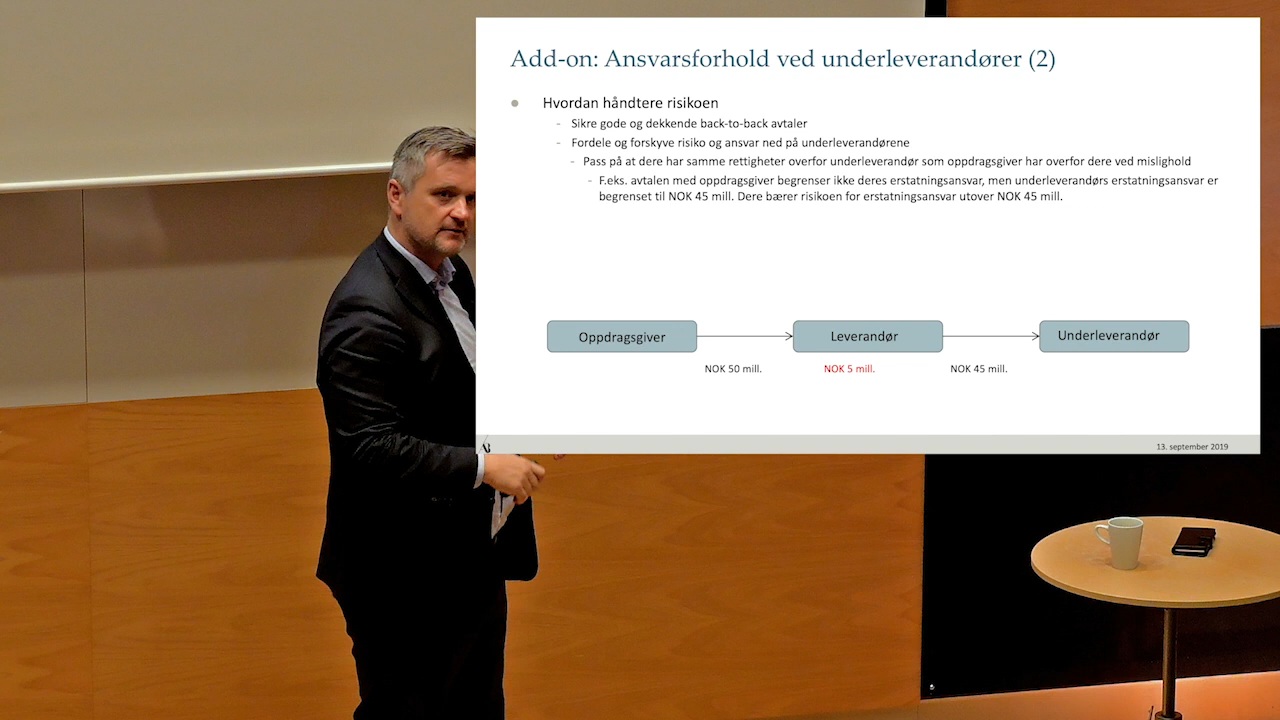 Add-on: Ansvarsforhold ved underleverandører (2)
Hvordan håndtere risikoen
Sikre gode og dekkende back-to-back avtaler
Fordele og forskyve risiko og ansvar ned på underleverandørene
Pass på at dere har samme rettigheter overfor underleverandør som oppdragsgiver har overfor dere ved mislighold
F.eks. avtalen med oppdragsgiver begrenser ikke deres erstatningsansvar, men underleverandørs erstatningsansvar er
begrenset til NOK 45 mill. Dere bærer risikoen for erstatningsansvar utover NOK 45 mill.
Oppdragsgiver Leverandør Underleverandør
NOK 50 mill. NOK 5 mill. NOK 45 mill.
AB 13. september 2019